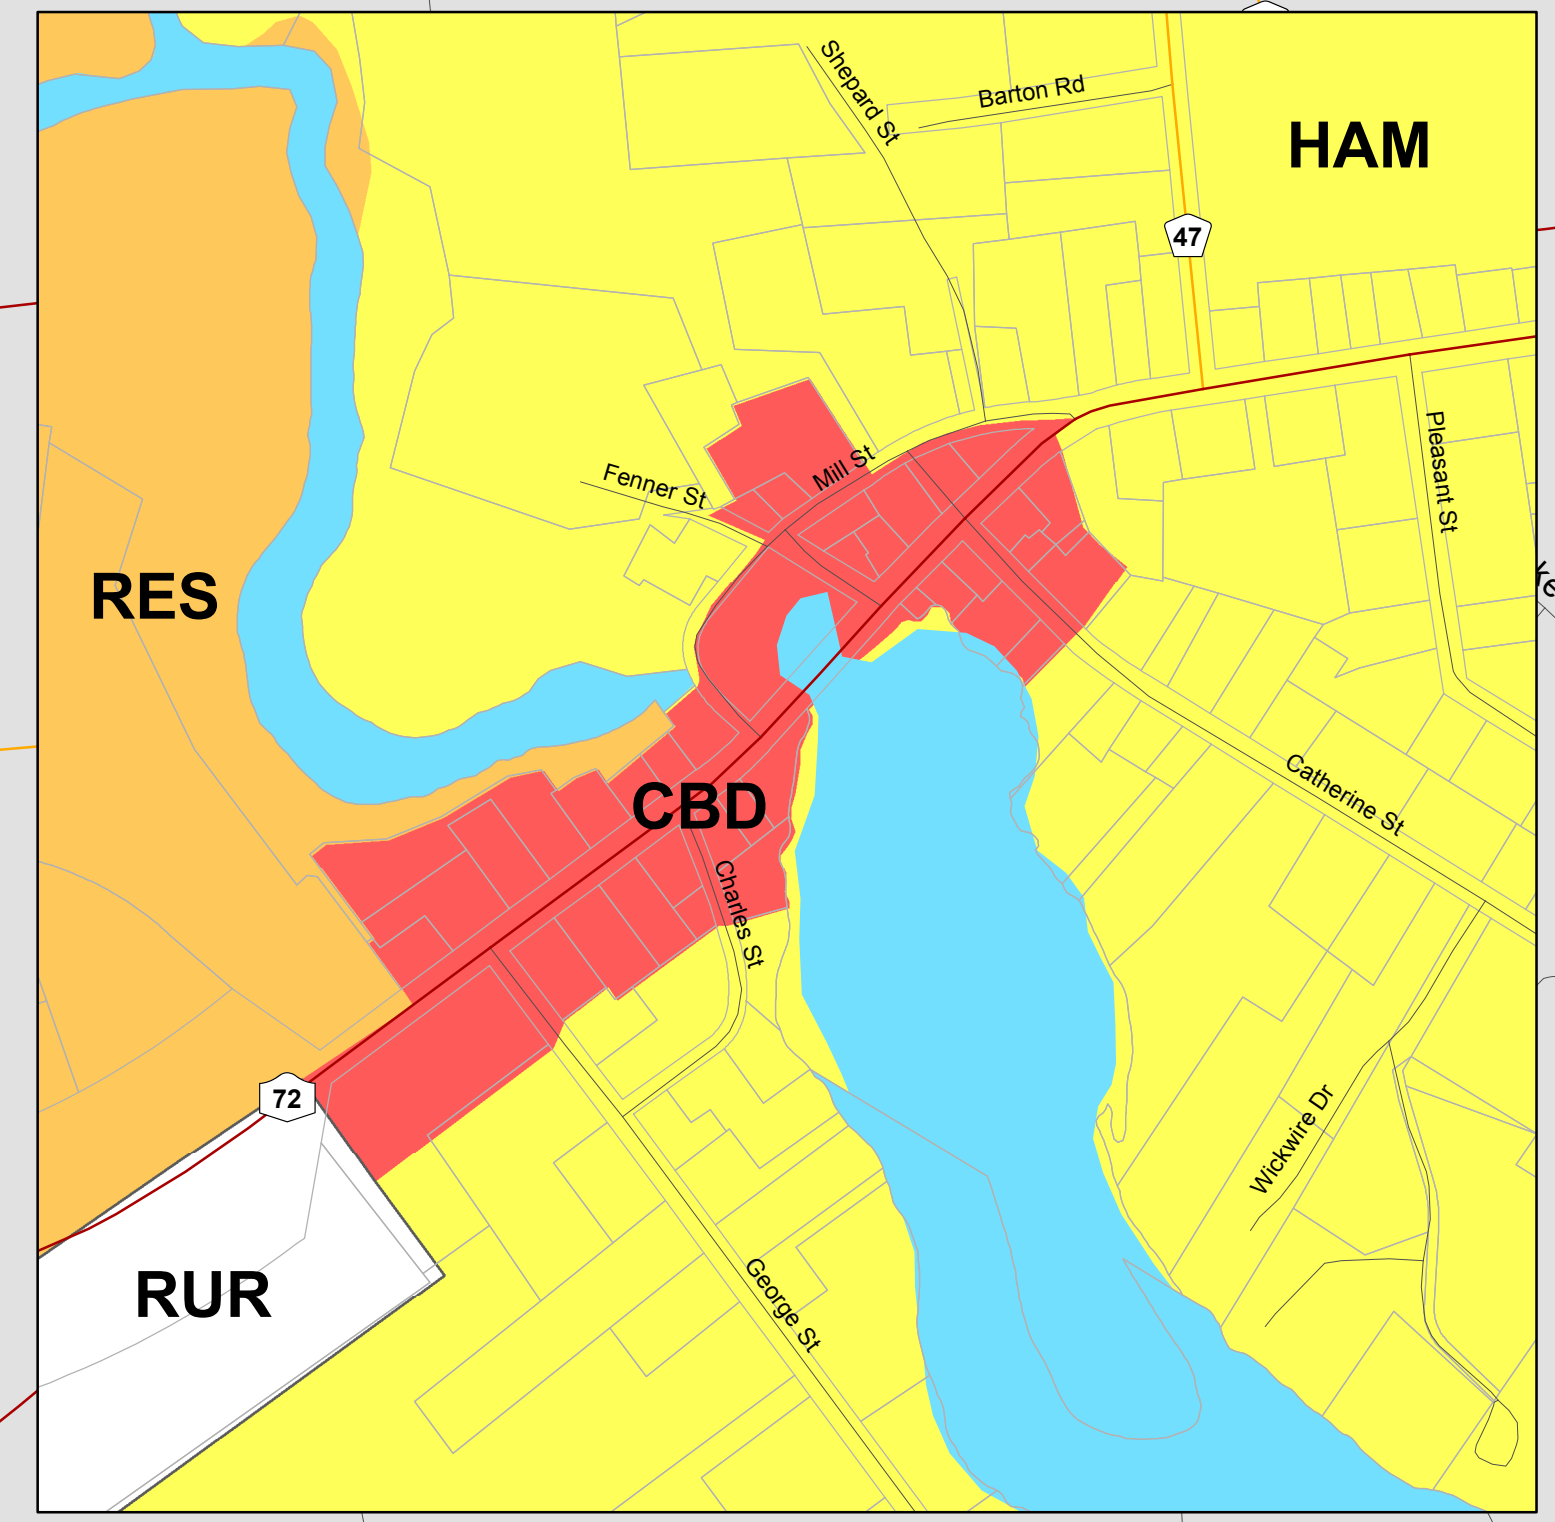 Shepard St
Barton Rd
HAM
47
Pleasant St
Mill St
Fenner St
RES
Catherine St
CBD
Charles St
72
Wickwire Dr
RUR
George St